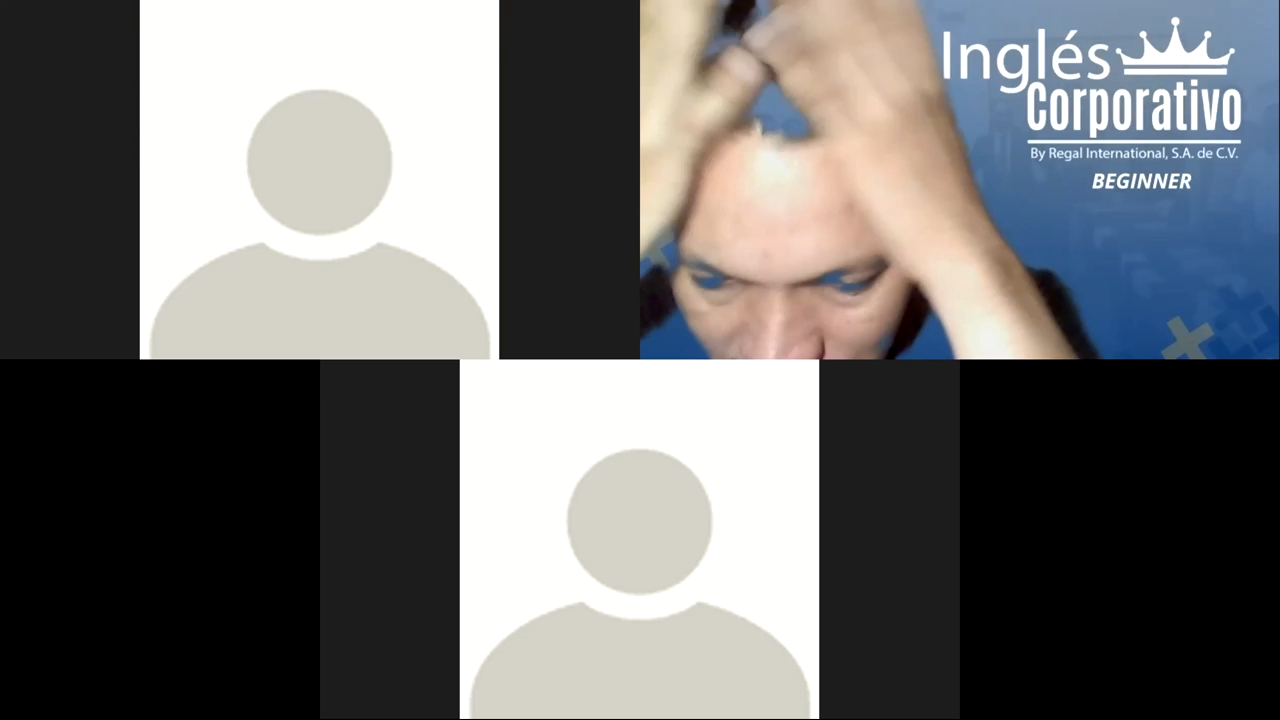 Inglés
Corporativo
By Regal International, S.A. de C.V.
BEGINNER